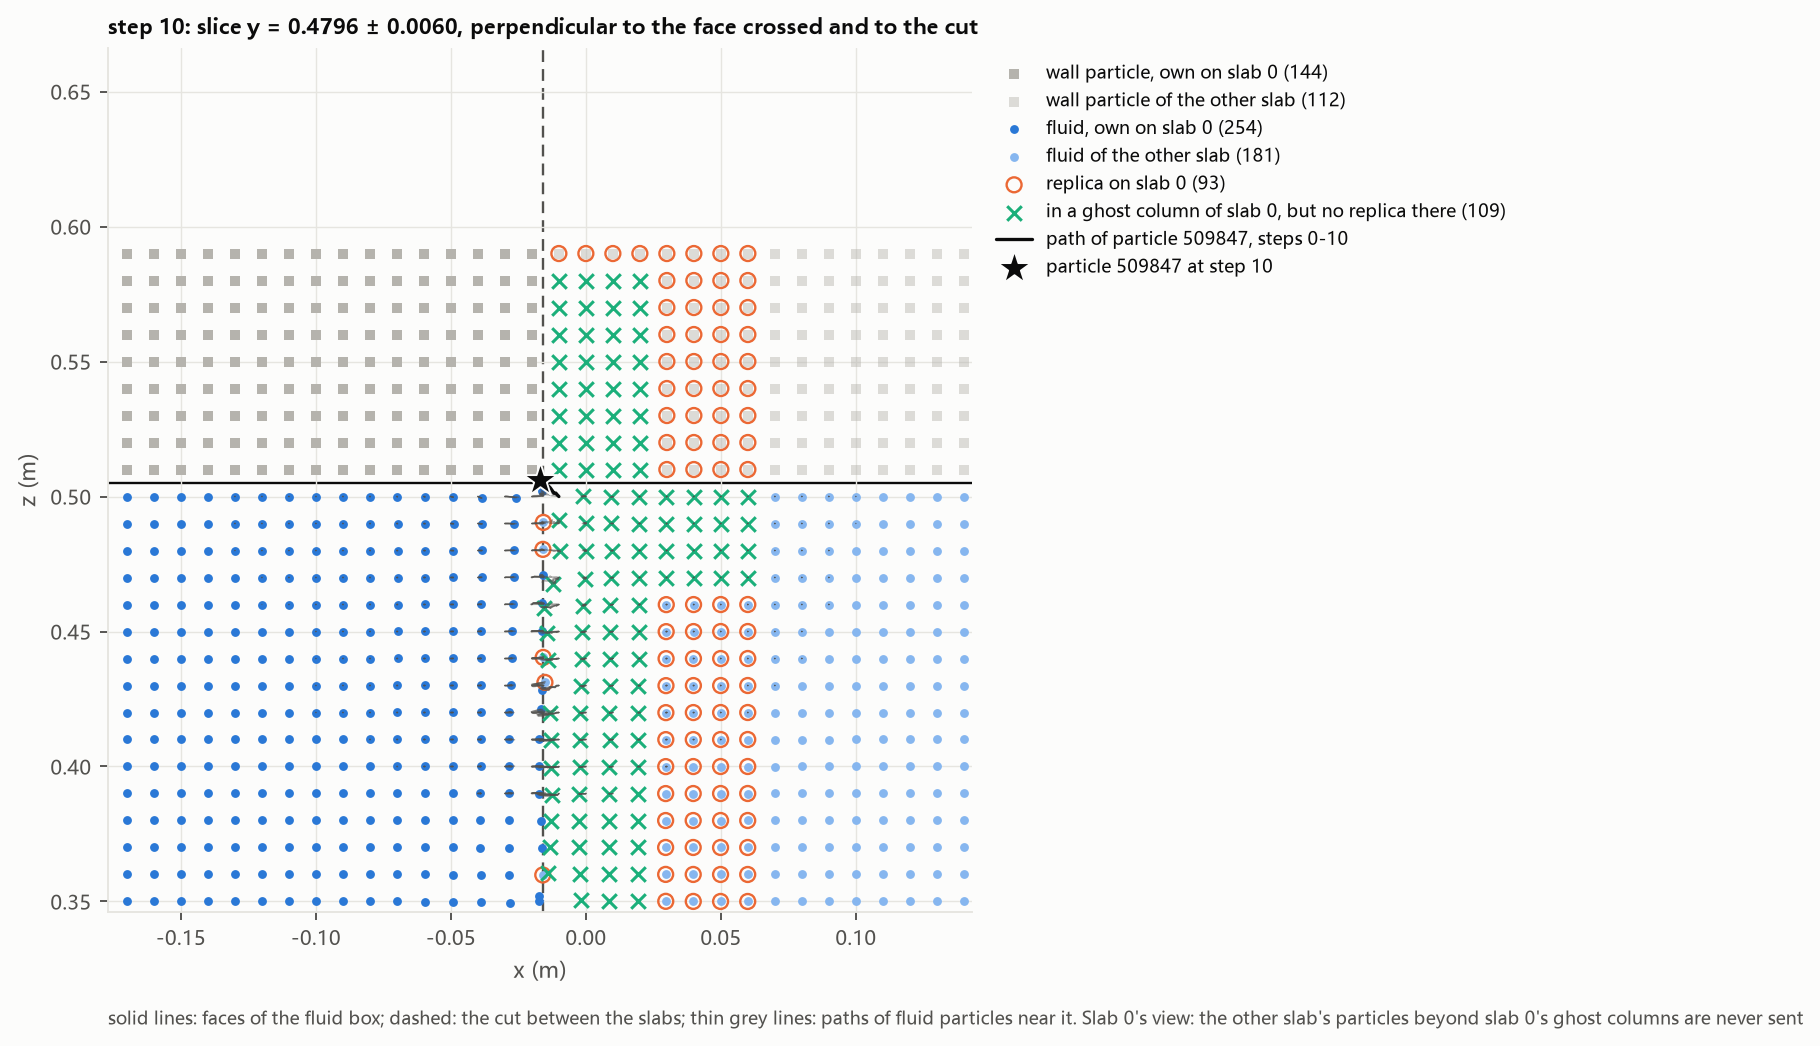 step 10: slice y = 0.4796 ± 0.0060, perpendicular to the face crossed and to the cut
wall particle, own on slab 0 (144)
wall particle of the other slab (112)
fluid, own on slab 0 (254)
fluid of the other slab (181)
replica on slab 0 (93)
in a ghost column of slab 0, but no replica there (109)
path of particle 509847, steps 0-10
particle 509847 at step 10
0.65
0.60
0.55
0.50
0.45
0.40
0.35
z (m)
-0.15
-0.10
-0.05
0.00
0.05
0.10
x (m)
solid lines: faces of the fluid box; dashed: the cut between the slabs; thin grey lines: paths of fluid particles near it. Slab 0's view: the other slab's particles beyond slab 0's ghost columns are never sent